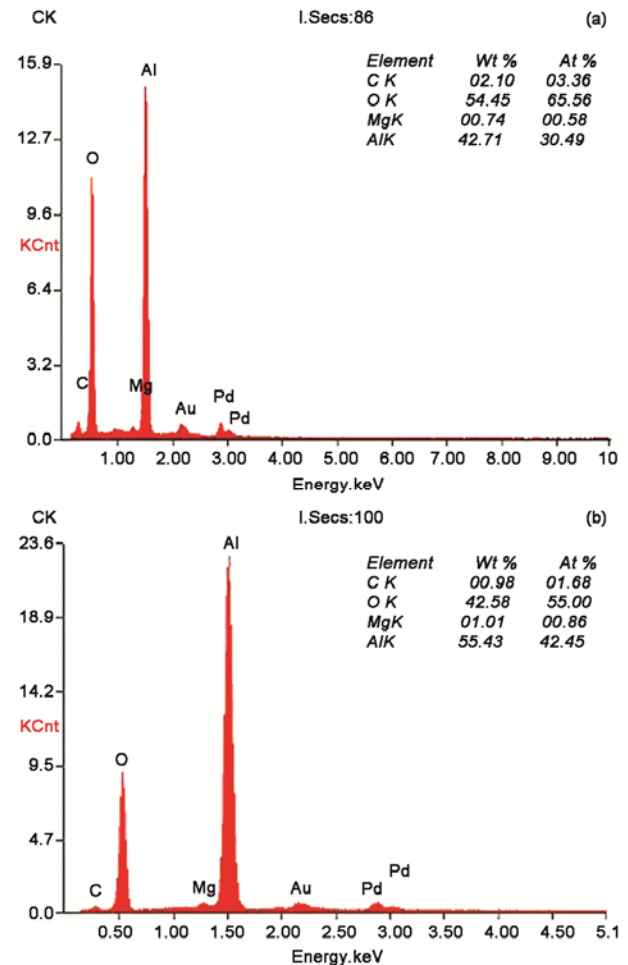 CK I.Secs:86 (a)
15.9
12.7
9.6
KCnt
6.4
3.2
0.0
Al
O
C
Mg
Au
Pd
Pd
Element Wt % At %
C K 02.10 03.36
O K 54.45 65.56
MgK 00.74 00.58
AlK 42.71 30.49
1.00 2.00 3.00 4.00 5.00 6.00 7.00 8.00 9.00 10
Energy.keV
CK I.Secs:100 (b)
23.6
18.9
14.2
KCnt
9.5
4.7
0.0
Al
O
C
Mg
Au
Pd
Pd
Element Wt % At %
C K 00.98 01.68
O K 42.58 55.00
MgK 01.01 00.86
AlK 55.43 42.45
0.50 1.00 1.50 2.00 2.50 3.00 3.50 4.00 4.50 5.1
Energy.keV